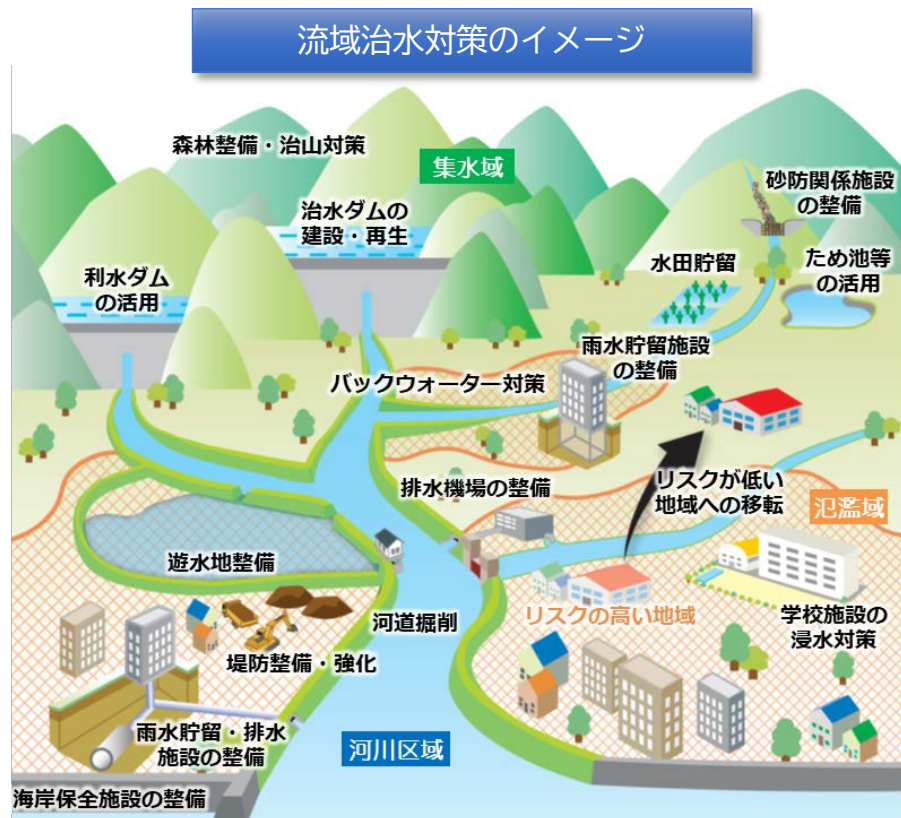 流域治水対策のイメージ
森林整備・治山対策
集水域
砂防関係施設
の整備
治水ダムの
建設・再生
水田貯留
ため池等
の活用
利水ダム
の活用
雨水貯留施設
の整備
バックウォーター対策
排水機場の整備
リスクが低い
地域への移転
氾濫域
遊水地整備
河道掘削
リスクの高い地域
学校施設の
浸水対策
堤防整備・強化
雨水貯留・排水
施設の整備
河川区域
海岸保全施設の整備